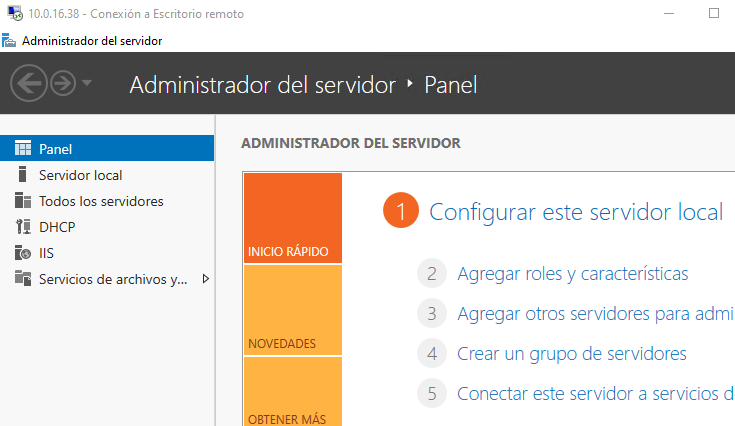 10.0.16.38 - Conexión a Escritorio remoto
Administrador del servidor
Administrador del servidor ‣ Panel
Panel
Servidor local
Todos los servidores
DHCP
IIS
Servicios de archivos y...
ADMINISTRADOR DEL SERVIDOR
INICIO RÁPIDO
NOVEDADES
OBTENER MÁS
1 Configurar este servidor local
2 Agregar roles y características
3 Agregar otros servidores para admi
4 Crear un grupo de servidores
5 Conectar este servidor a servicios d